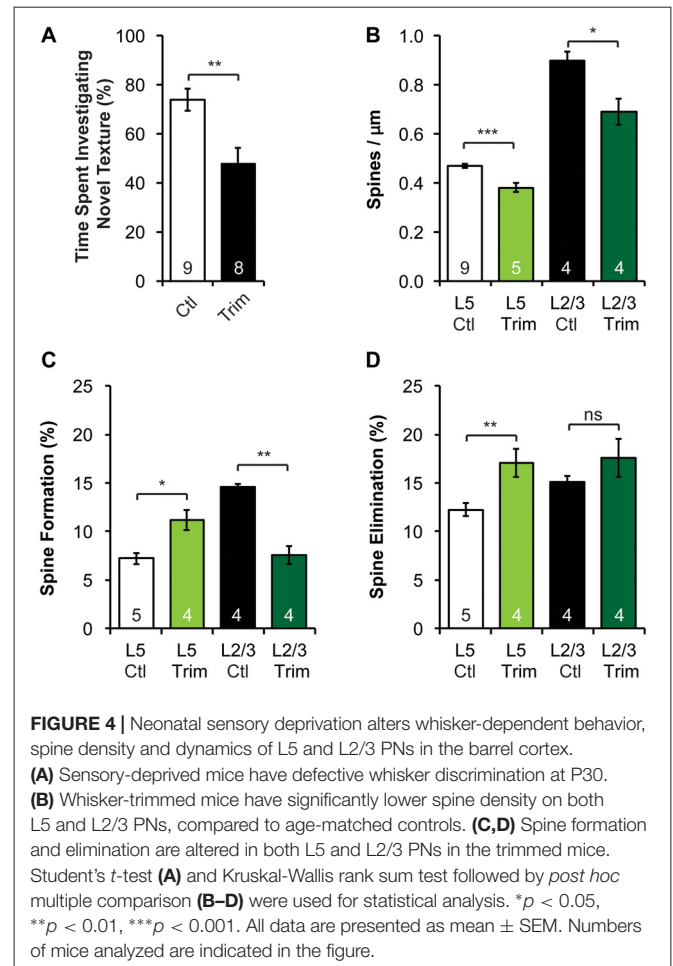 A
100
80
60
40
20
0
Time Spent Investigating
Novel Texture (%)
**
9
8
Ctl
Trim
B
1.0
0.8
0.6
0.4
0.2
0.0
Spines / μm
***
*
9
5
4
4
L5
Ctl
L5
Trim
L2/3
Ctl
L2/3
Trim
C
25
20
15
10
5
0
Spine Formation (%)
*
**
5
4
4
4
L5
Ctl
L5
Trim
L2/3
Ctl
L2/3
Trim
D
25
20
15
10
5
0
Spine Elimination (%)
**
ns
5
4
4
4
L5
Ctl
L5
Trim
L2/3
Ctl
L2/3
Trim
FIGURE 4 | Neonatal sensory deprivation alters whisker-dependent behavior,
spine density and dynamics of L5 and L2/3 PNs in the barrel cortex.
(A) Sensory-deprived mice have defective whisker discrimination at P30.
(B) Whisker-trimmed mice have significantly lower spine density on both
L5 and L2/3 PNs, compared to age-matched controls. (C,D) Spine formation
and elimination are altered in both L5 and L2/3 PNs in the trimmed mice.
Student's t-test (A) and Kruskal-Wallis rank sum test followed by post hoc
multiple comparison (B–D) were used for statistical analysis. *p < 0.05,
**p < 0.01, ***p < 0.001. All data are presented as mean ± SEM. Numbers
of mice analyzed are indicated in the figure.